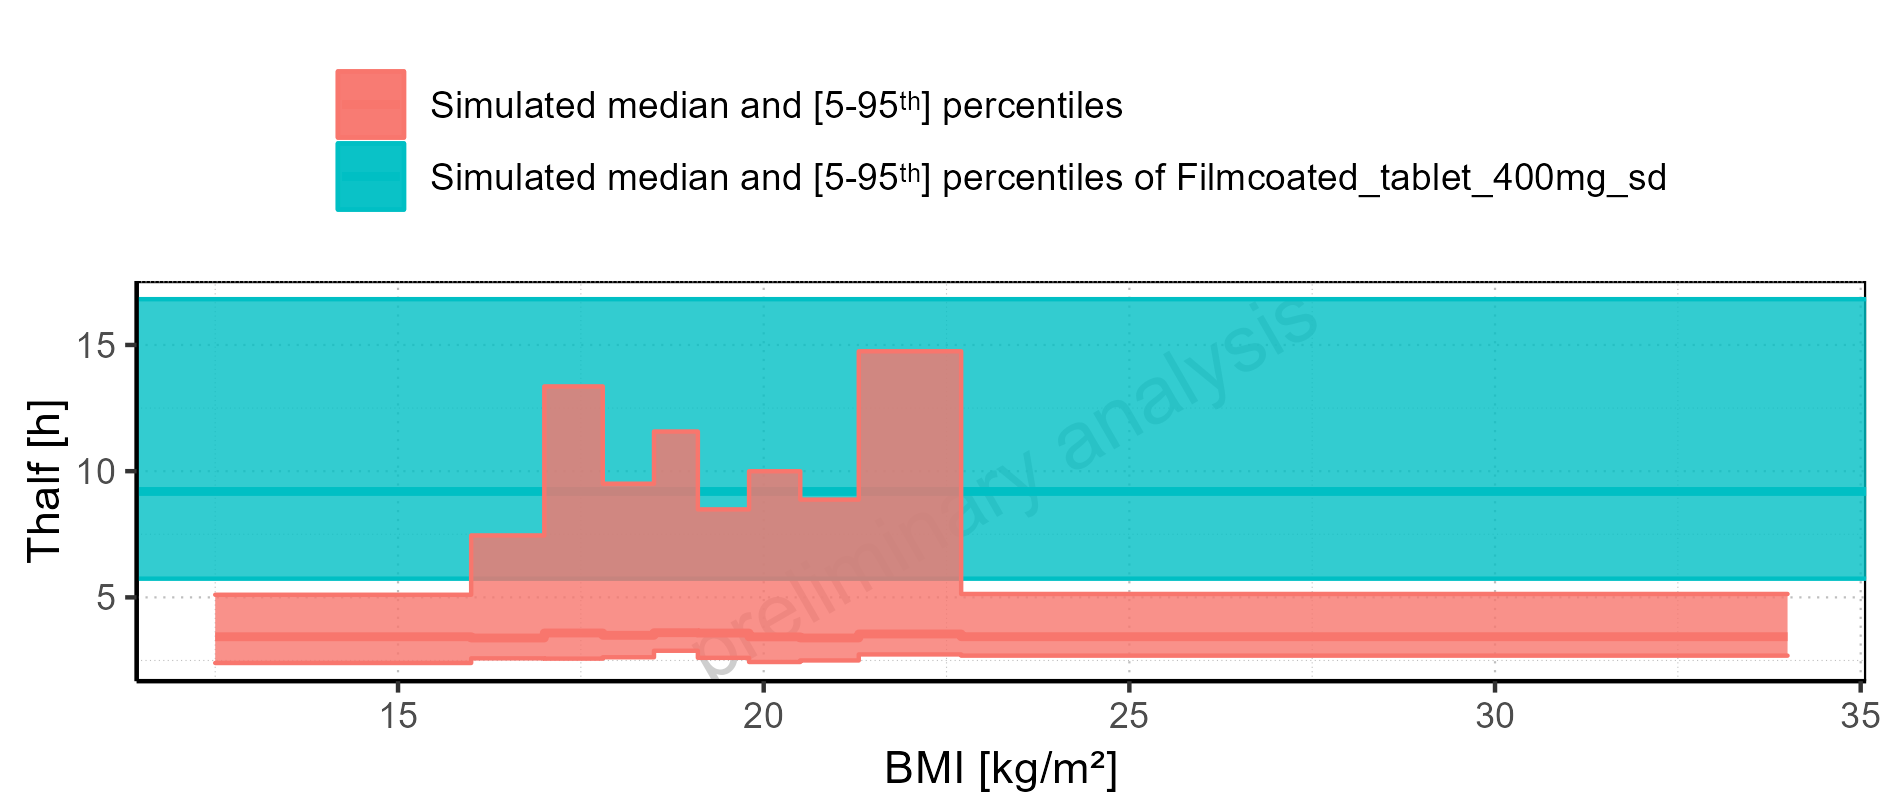 Simulated median and [5-95ᵗʰ] percentiles
Simulated median and [5-95ᵗʰ] percentiles of Filmcoated_tablet_400mg_sd
Thalf [h]
15
10
5
preliminary analysis
15
20
25
30
35
BMI [kg/m²]